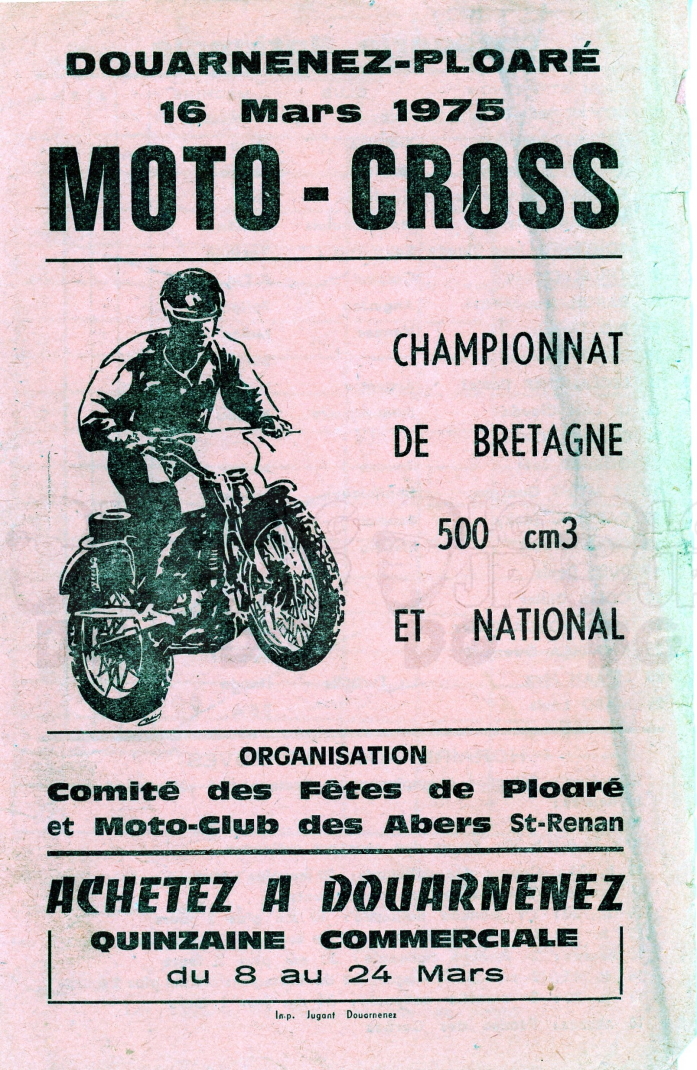 DOUARNENEZ-PLOARÉ
16 Mars 1975
MOTO - CROSS
CHAMPIONNAT
DE BRETAGNE
500 cm3
ET NATIONAL
ORGANISATION
Comité des Fêtes de Ploaré
et Moto-Club des Abers St-Renan
ACHETEZ A DOUARNENEZ
QUINZAINE COMMERCIALE
du 8 au 24 Mars
Imp. Jugant Douarnenez